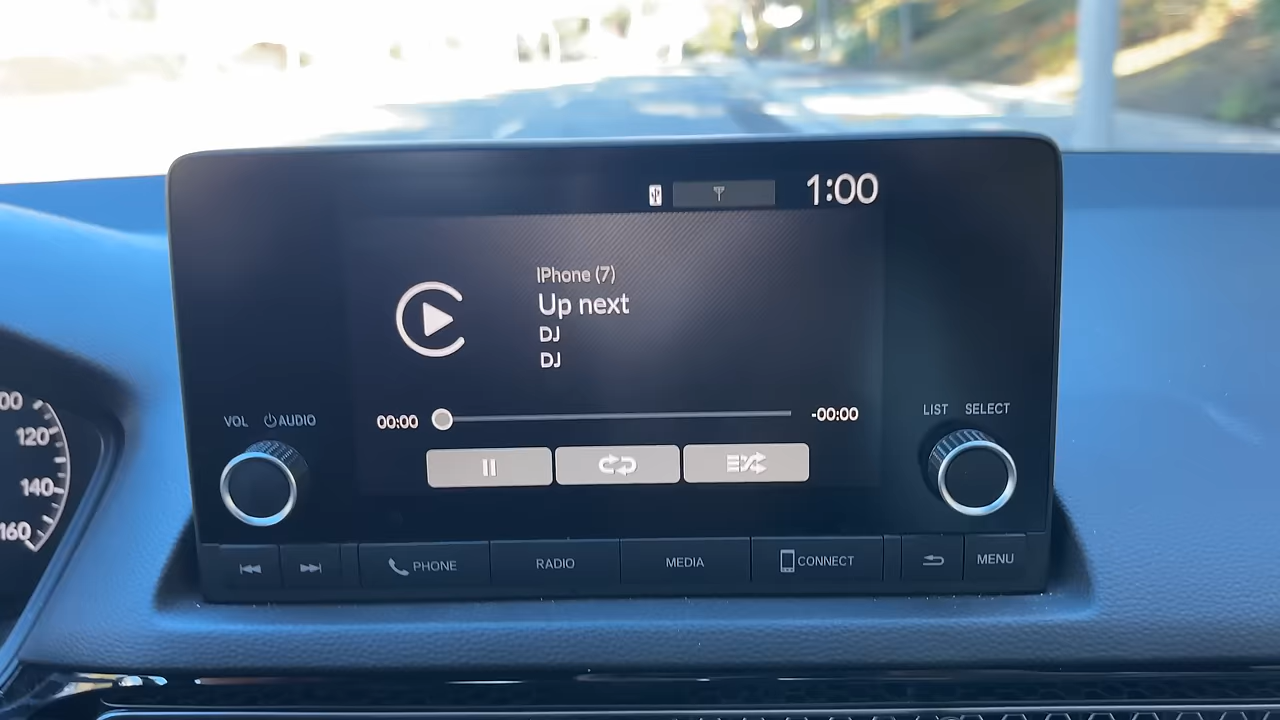 1:00
IPhone (7)
Up next
DJ
DJ
00:00
-00:00
VOL AUDIO
LIST SELECT
PHONE
RADIO
MEDIA
CONNECT
MENU
120
140
160